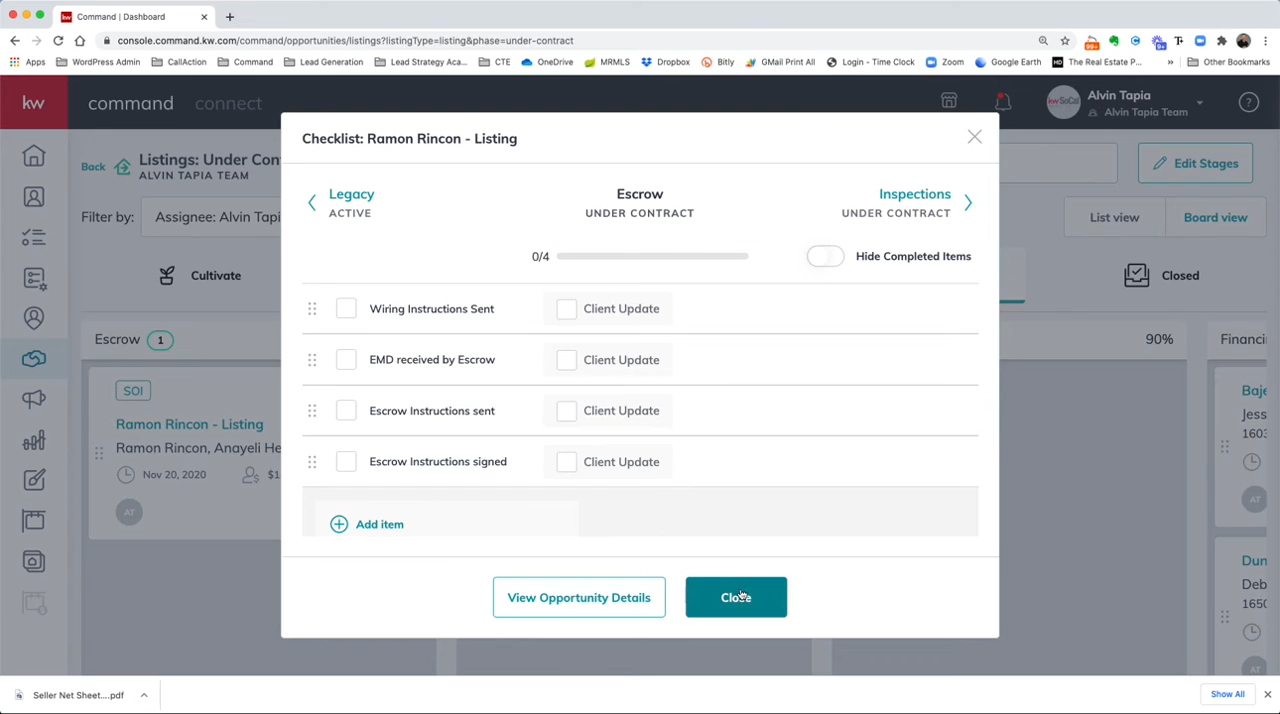 Command | Dashboard
console.command.kw.com/command/opportunities/listings?listingType=listing&phase=under-contract
99+
9+
Apps WordPress Admin CallAction Command Lead Generation Lead Strategy Aca... CTE OneDrive MRMLS Dropbox Bitly GMail Print All Login - Time Clock Zoom Google Earth The Real Estate P... » Other Bookmarks
kw command connect
Alvin Tapia
Alvin Tapia Team
Back
Listings: Under Con
ALVIN TAPIA TEAM
Edit Stages
Filter by:
Assignee: Alvin Tapi
List view
Board view
Cultivate
Closed
Escrow 1
90%
Financi
SOI
Ramon Rincon - Listing
Ramon Rincon, Anayeli He
Nov 20, 2020
$1
AT
Baje
Jess
1603
AT
Dun
Deb
1650
AT
Checklist: Ramon Rincon - Listing
Legacy
ACTIVE
Escrow
UNDER CONTRACT
Inspections
UNDER CONTRACT
0/4
Hide Completed Items
Wiring Instructions Sent Client Update
EMD received by Escrow Client Update
Escrow Instructions sent Client Update
Escrow Instructions signed Client Update
Add item
View Opportunity Details
Close
Seller Net Sheet....pdf
Show All